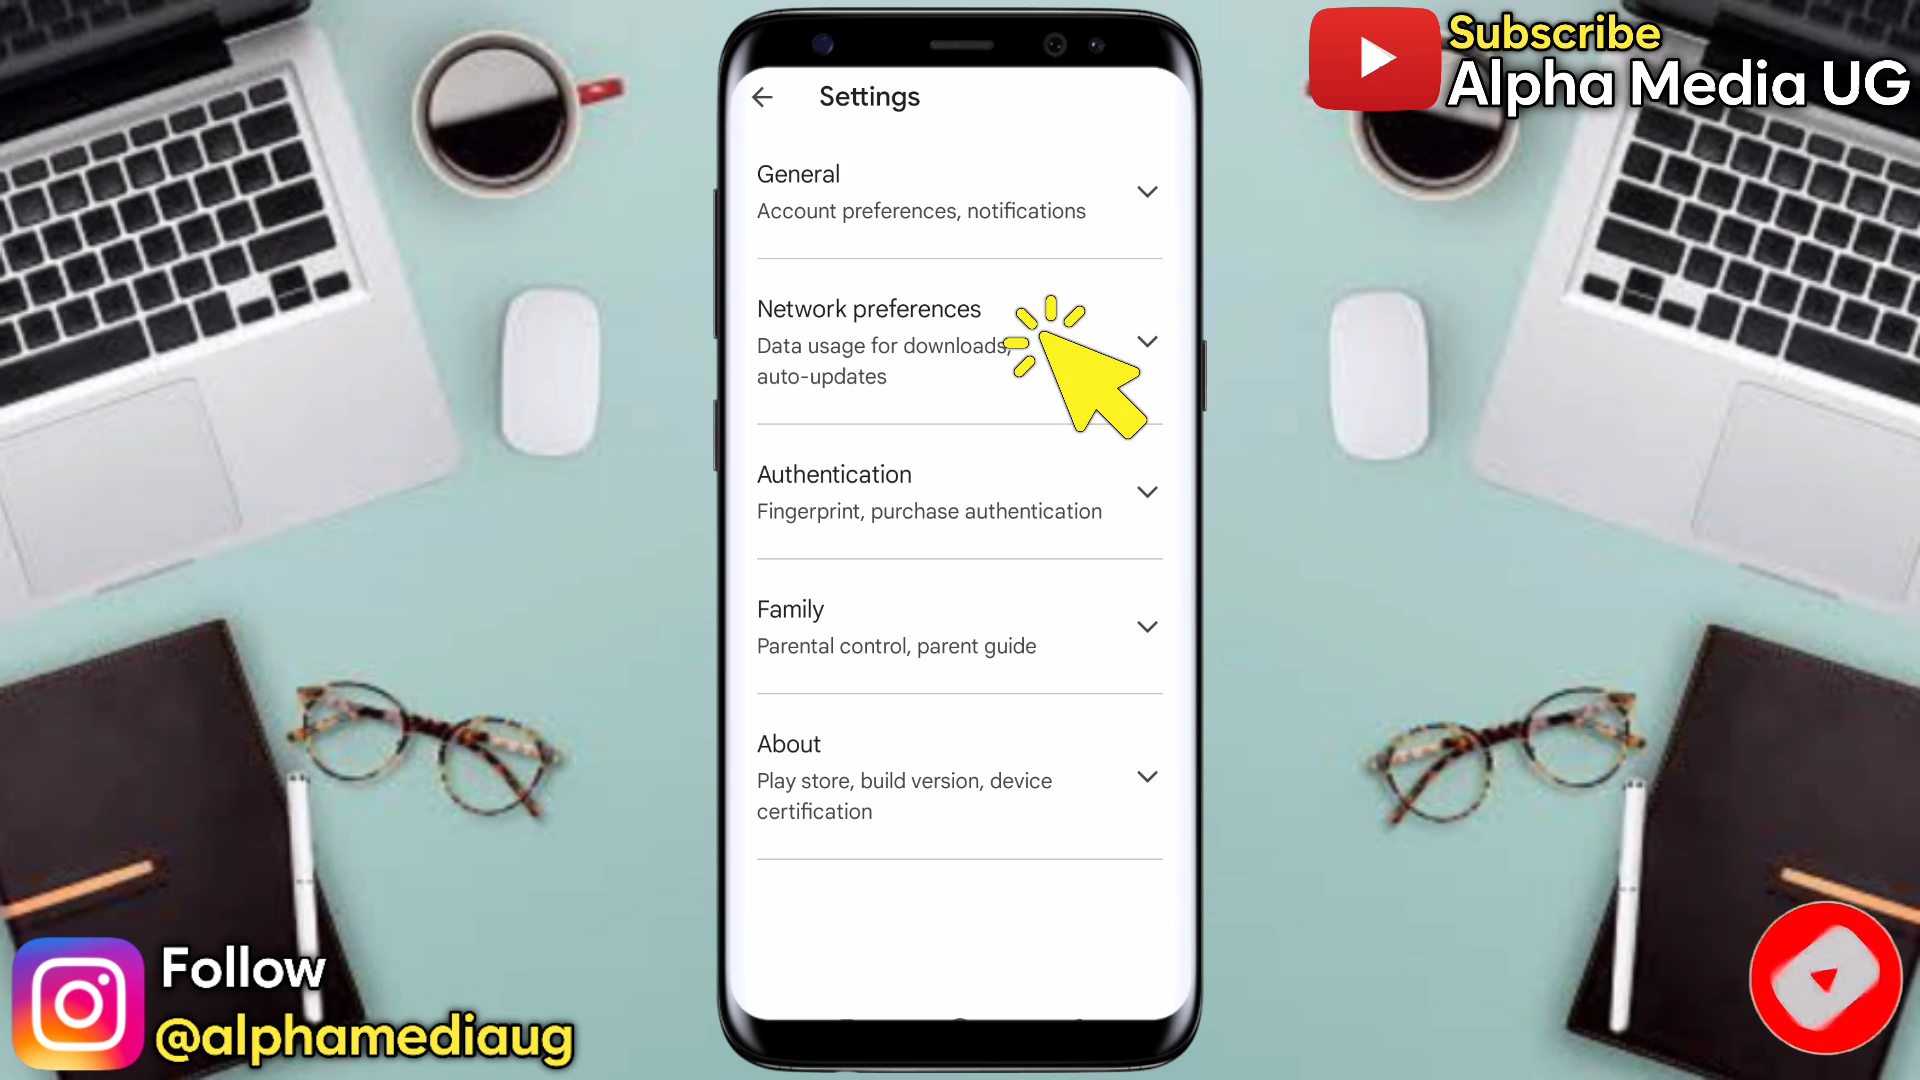 Settings
General
Account preferences, notifications
Network preferences
Data usage for downloads,
auto-updates
Authentication
Fingerprint, purchase authentication
Family
Parental control, parent guide
About
Play store, build version, device
certification
Subscribe
Alpha Media UG
Follow
@alphamediaug